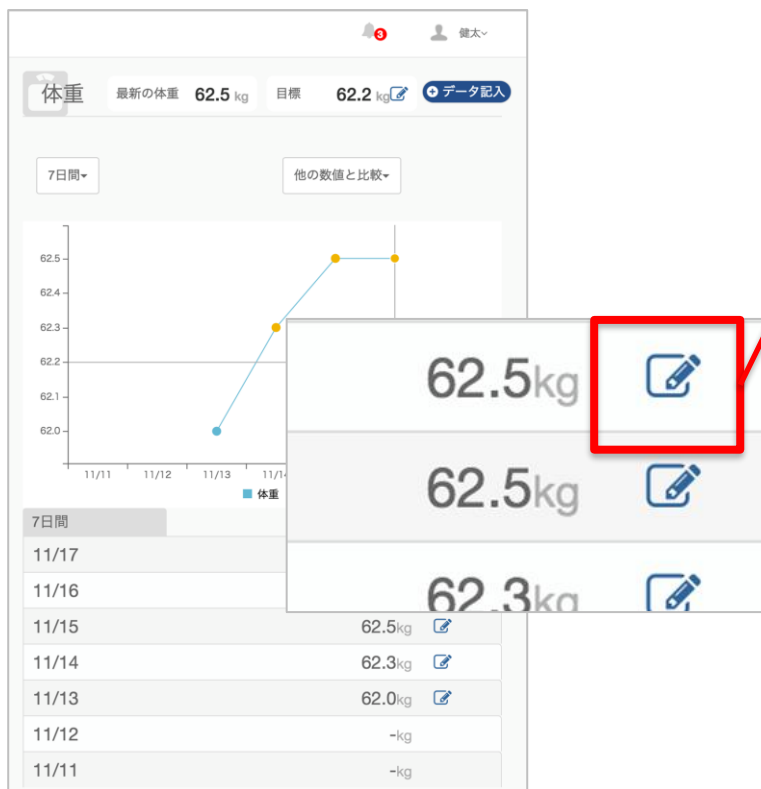 3 健太
体重 最新の体重 62.5 kg 目標 62.2 kg データ記入
7日間 他の数値と比較
62.5
62.4
62.3
62.2
62.1
62.0
11/11 11/12 11/13
体重
62.5kg
62.5kg
62.3kg
7日間
11/17
11/16
11/15 62.5kg
11/14 62.3kg
11/13 62.0kg
11/12 -kg
11/11 -kg